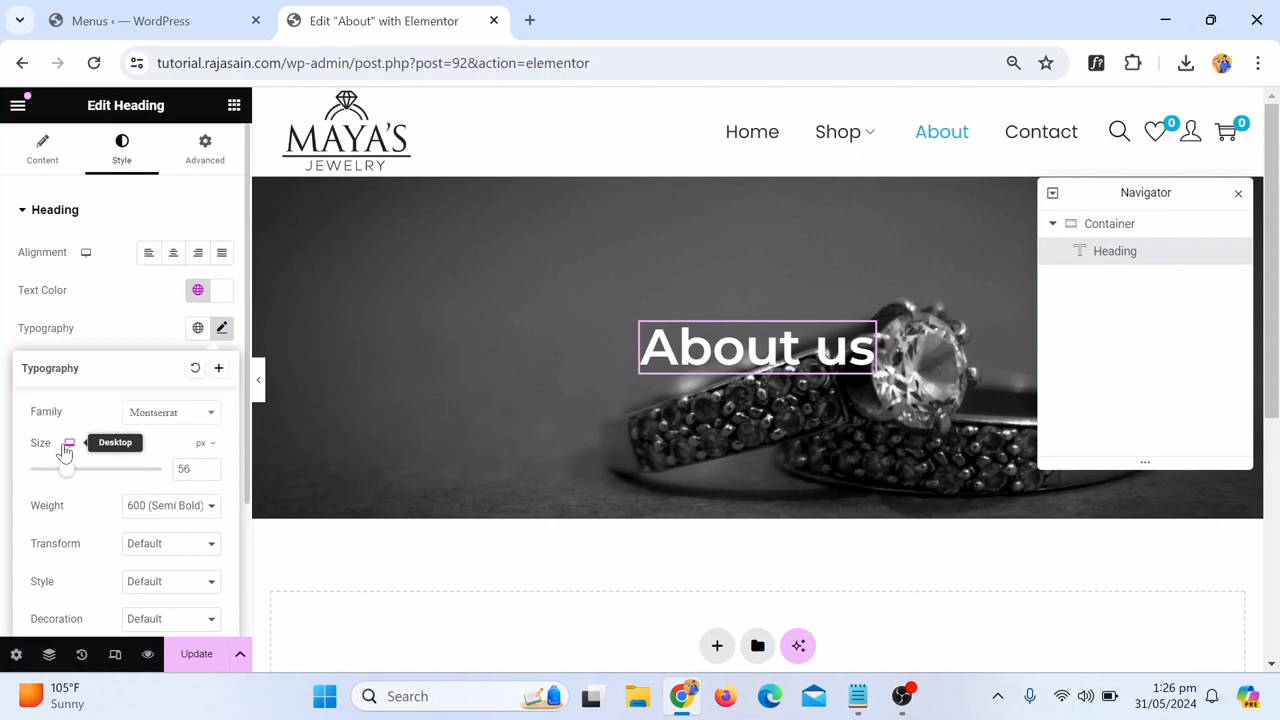 Menus ‹ — WordPress
Edit "About" with Elementor
tutorial.rajasain.com/wp-admin/post.php?post=92&action=elementor
Edit Heading
Content
Style
Advanced
Heading
Alignment
Text Color
Typography
Typography
Family
Montserrat
Size
Desktop
px
56
Weight
600 (Semi Bold)
Transform
Default
Style
Default
Decoration
Default
Update
MAYA'S
JEWELRY
Home
Shop
About
Contact
0
0
About us
Navigator
Container
Heading
105°F
Sunny
Search
1:26 pm
31/05/2024
PRE